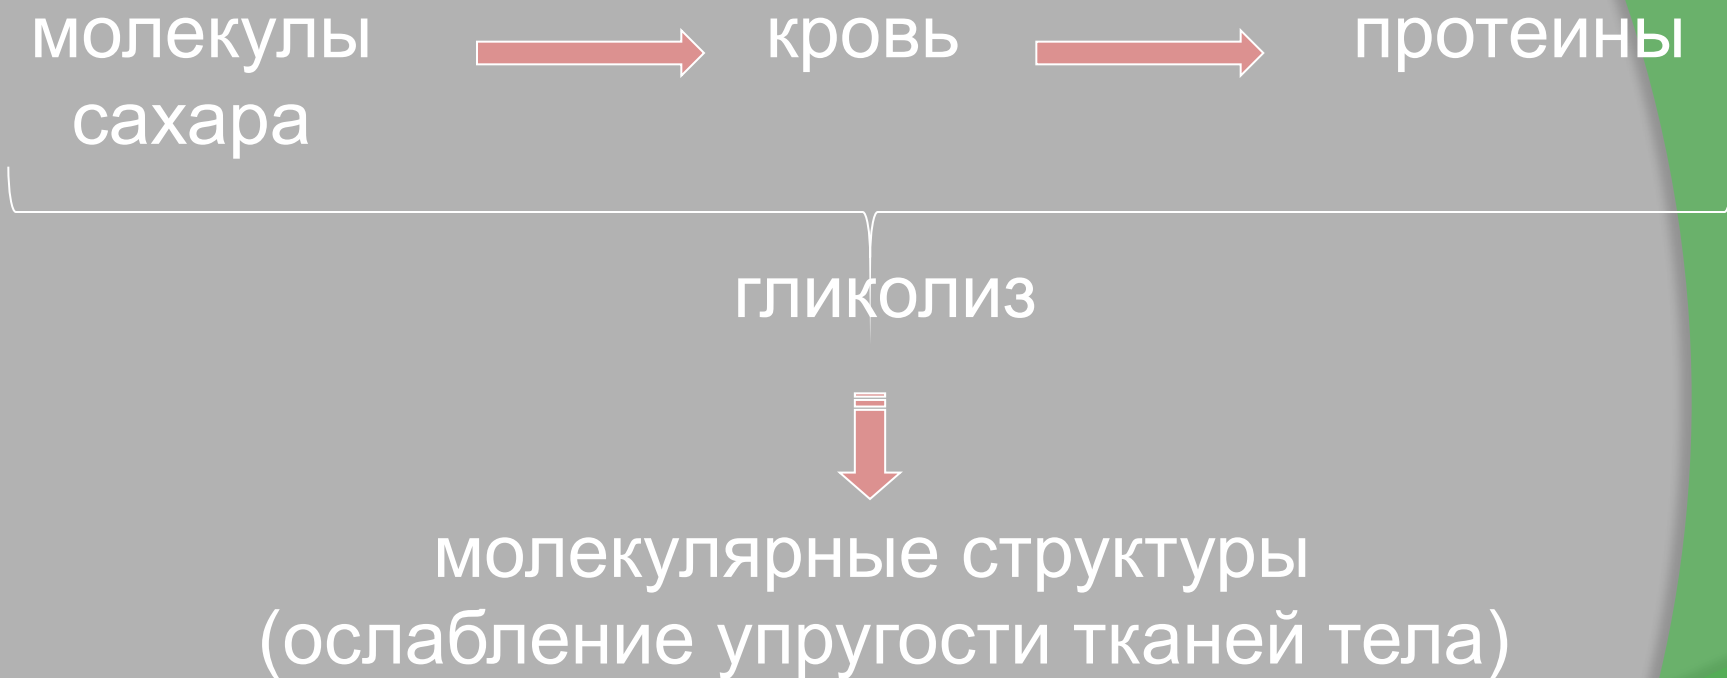 молекулы
сахара
кровь
протеины
гликолиз
молекулярные структуры
(ослабление упругости тканей тела)